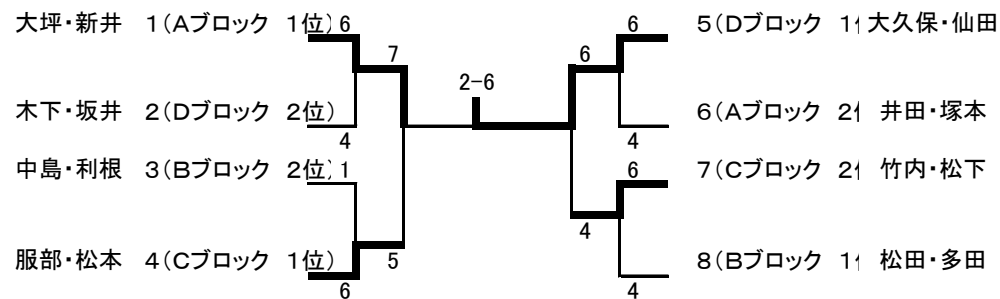 大坪・新井　1(Aブロック　1位) 6
6　5(Dブロック　1位 大久保・仙田
7
6
2-6
木下・坂井　2(Dブロック　2位)
4
6(Aブロック　2位 井田・塚本
4
中島・利根　3(Bブロック　2位) 1
6　7(Cブロック　2位 竹内・松下
4
服部・松本　4(Cブロック　1位)
5
6
8(Bブロック　1位 松田・多田
4